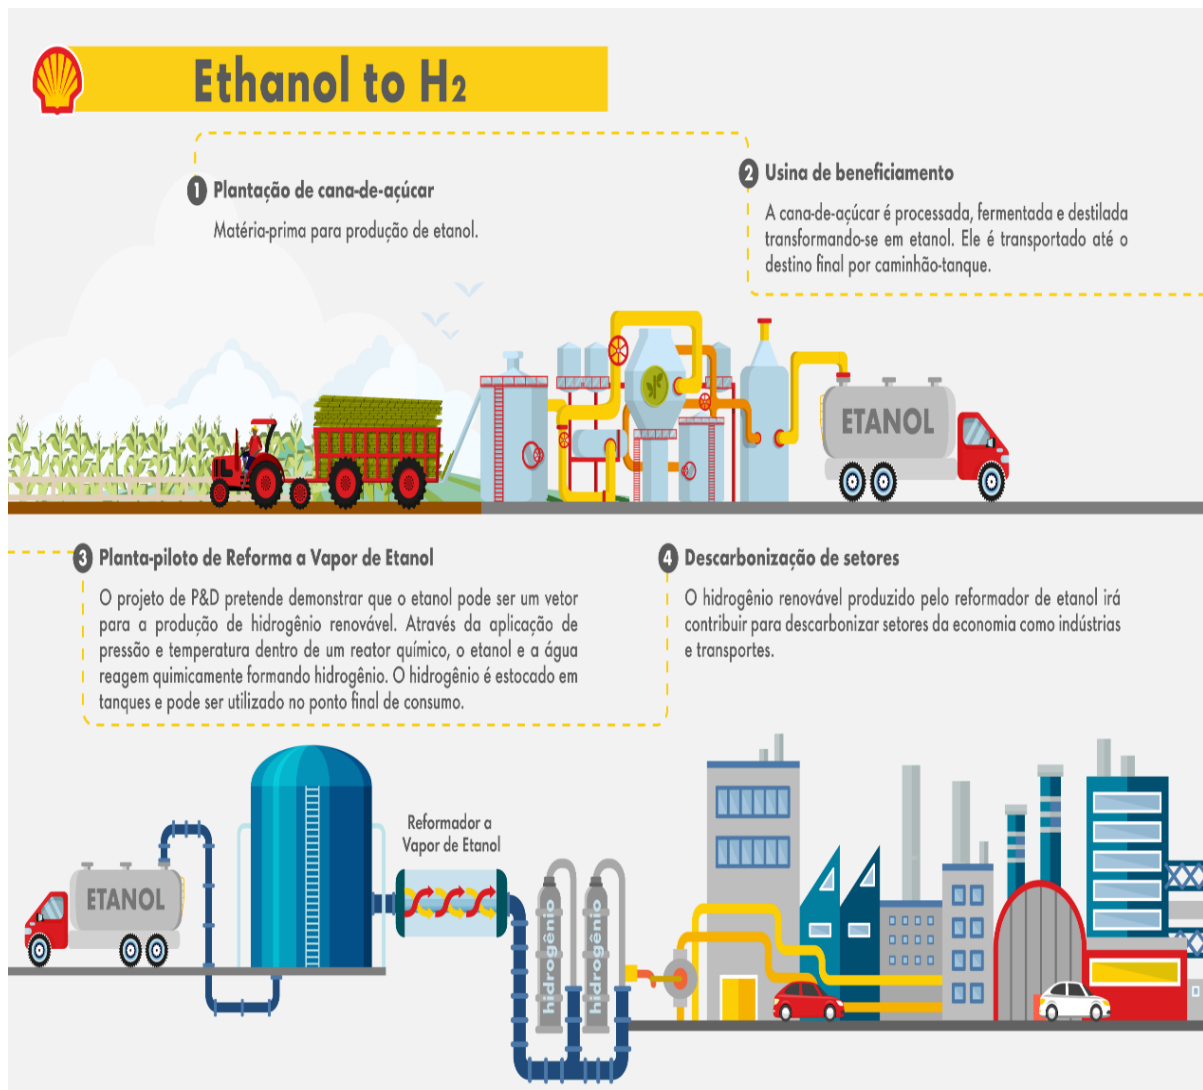 Ethanol to H2
1 Plantação de cana-de-açúcar
Matéria-prima para produção de etanol.
2 Usina de beneficiamento
A cana-de-açúcar é processada, fermentada e destilada
transformando-se em etanol. Ele é transportado até o
destino final por caminhão-tanque.
ETANOL
3 Planta-piloto de Reforma a Vapor de Etanol
O projeto de P&D pretende demonstrar que o etanol pode ser um vetor
para a produção de hidrogênio renovável. Através da aplicação de
pressão e temperatura dentro de um reator químico, o etanol e a água
reagem quimicamente formando hidrogênio. O hidrogênio é estocado em
tanques e pode ser utilizado no ponto final de consumo.
4 Descarbonização de setores
O hidrogênio renovável produzido pelo reformador de etanol irá
contribuir para descarbonizar setores da economia como indústrias
e transportes.
ETANOL
Reformador a
Vapor de Etanol
hidrogênio
hidrogênio